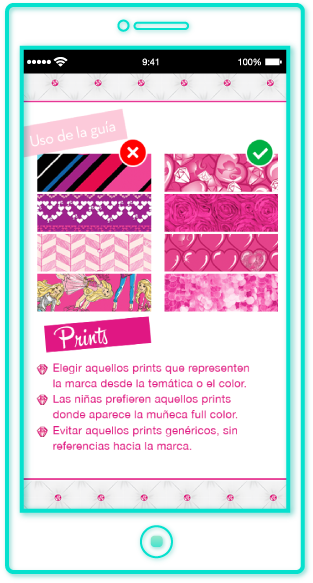 9:41
100%
Uso de la guía
Prints
Elegir aquellos prints que representen
la marca desde la temática o el color.
Las niñas prefieren aquellos prints
donde aparece la muñeca full color.
Evitar aquellos prints genéricos, sin
referencias hacia la marca.